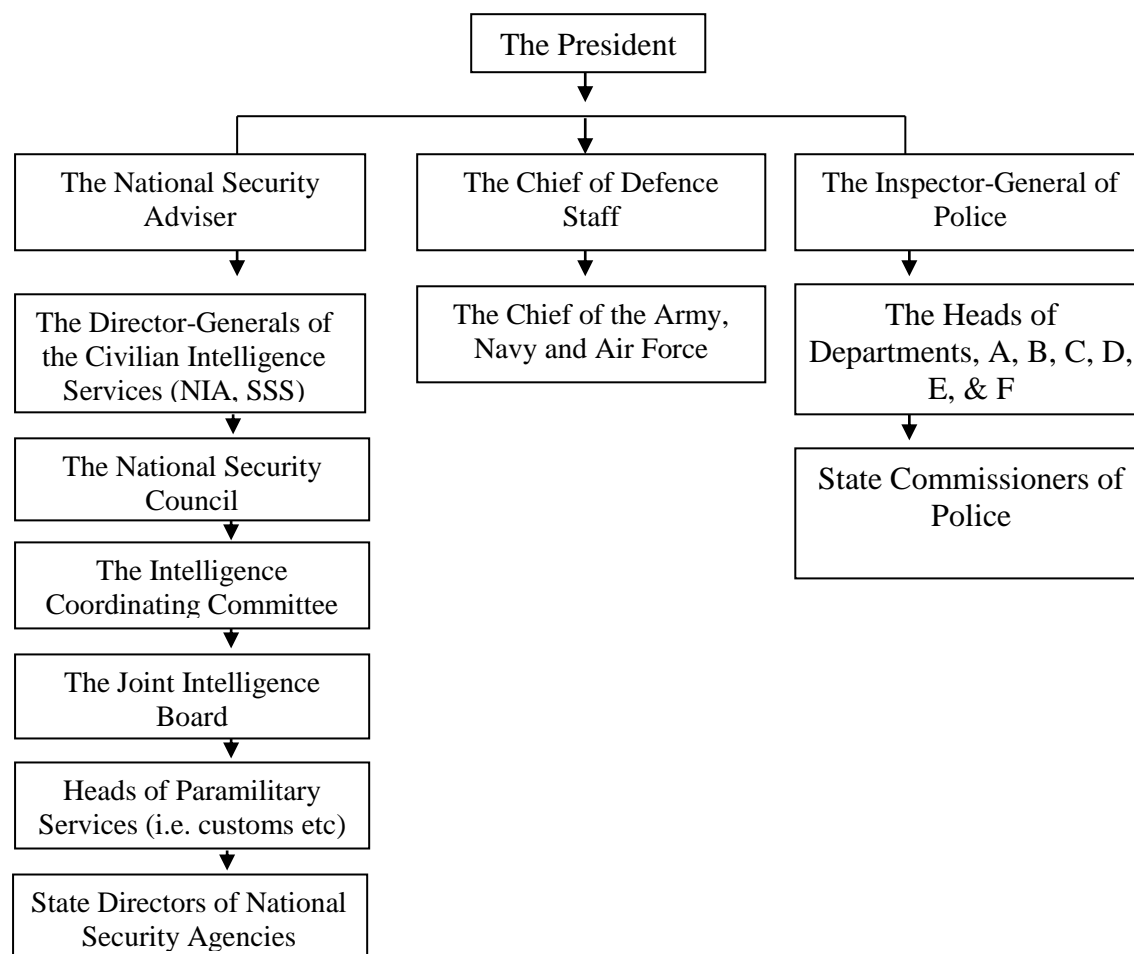 The President
The National Security
Adviser
The Chief of Defence
Staff
The Inspector-General of
Police
The Director-Generals of
the Civilian Intelligence
Services (NIA, SSS)
The Chief of the Army,
Navy and Air Force
The Heads of
Departments, A, B, C, D,
E, & F
The National Security
Council
State Commissioners of
Police
The Intelligence
Coordinating Committee
The Joint Intelligence
Board
Heads of Paramilitary
Services (i.e. customs etc)
State Directors of National
Security Agencies